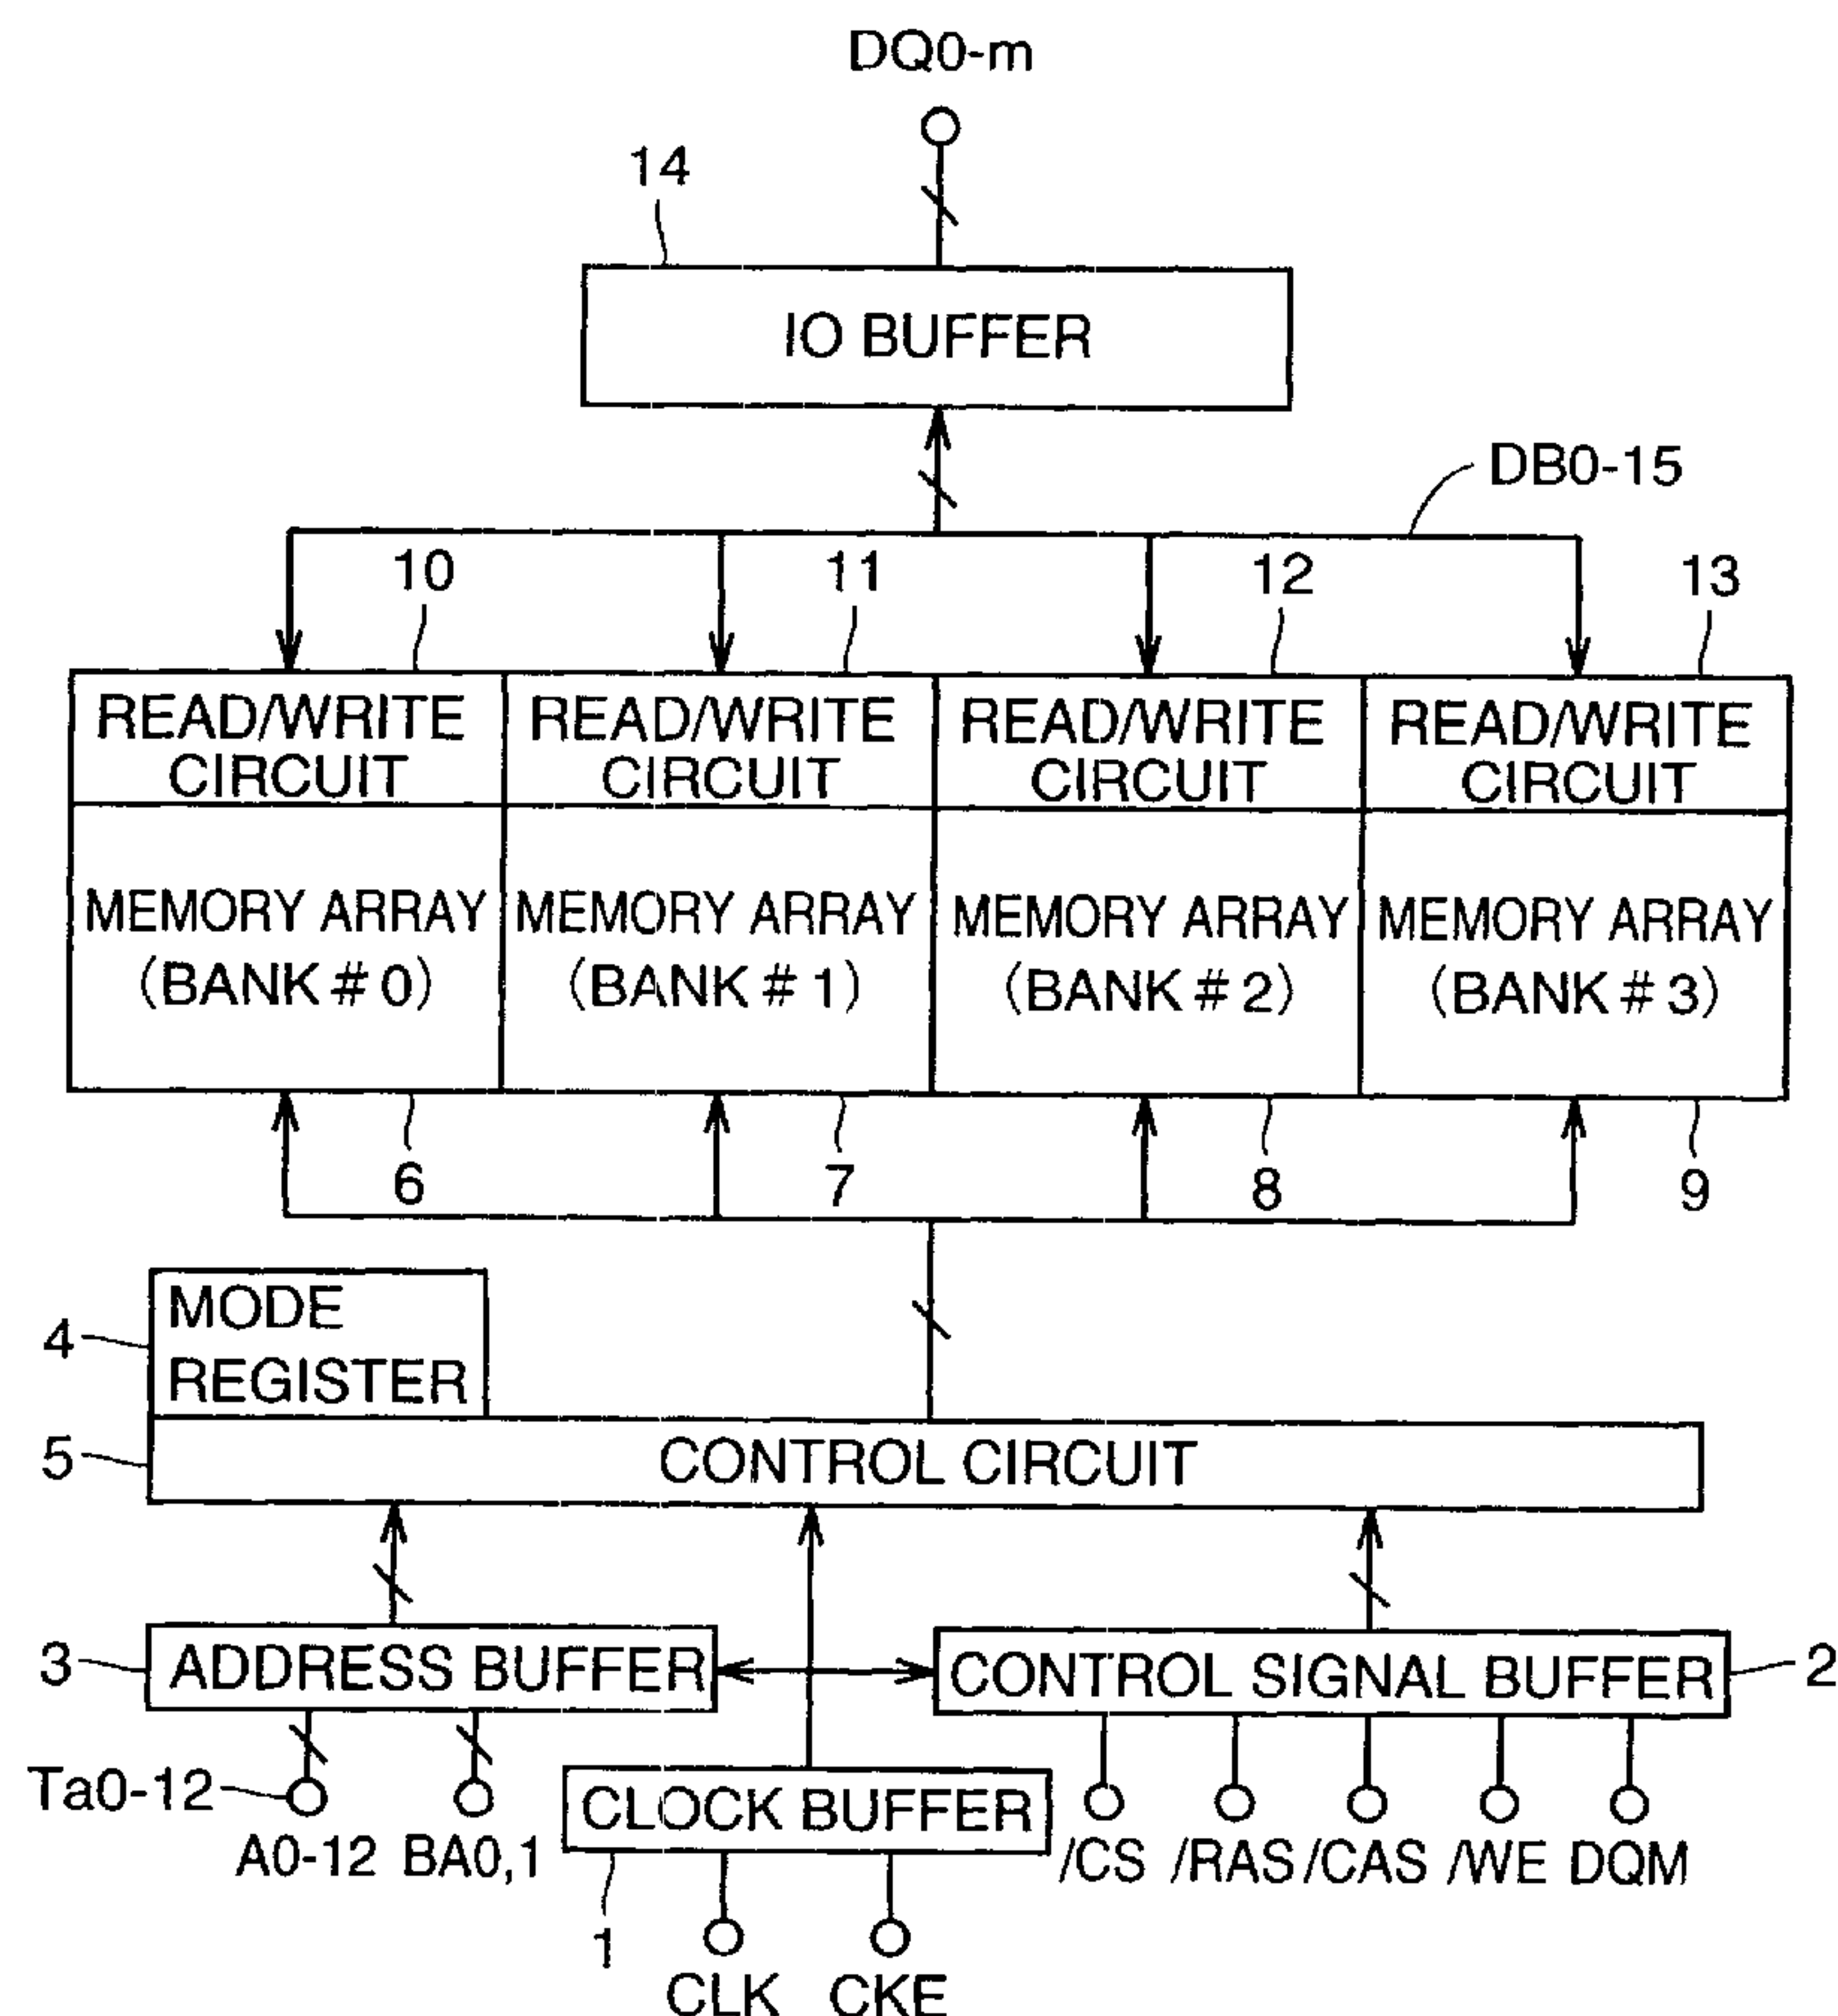 DQ0-m
14
IO BUFFER
DB0-15
10 11 12 13
READ/WRITE CIRCUIT
READ/WRITE CIRCUIT
READ/WRITE CIRCUIT
READ/WRITE CIRCUIT
MEMORY ARRAY (BANK #0)
MEMORY ARRAY (BANK #1)
MEMORY ARRAY (BANK #2)
MEMORY ARRAY (BANK #3)
6 7 8 9
4
MODE
REGISTER
5
CONTROL CIRCUIT
3
ADDRESS BUFFER
CONTROL SIGNAL BUFFER
2
Ta0-12
CLOCK BUFFER
A0-12 BA0,1
/CS /RAS /CAS /WE DQM
1
CLK CKE